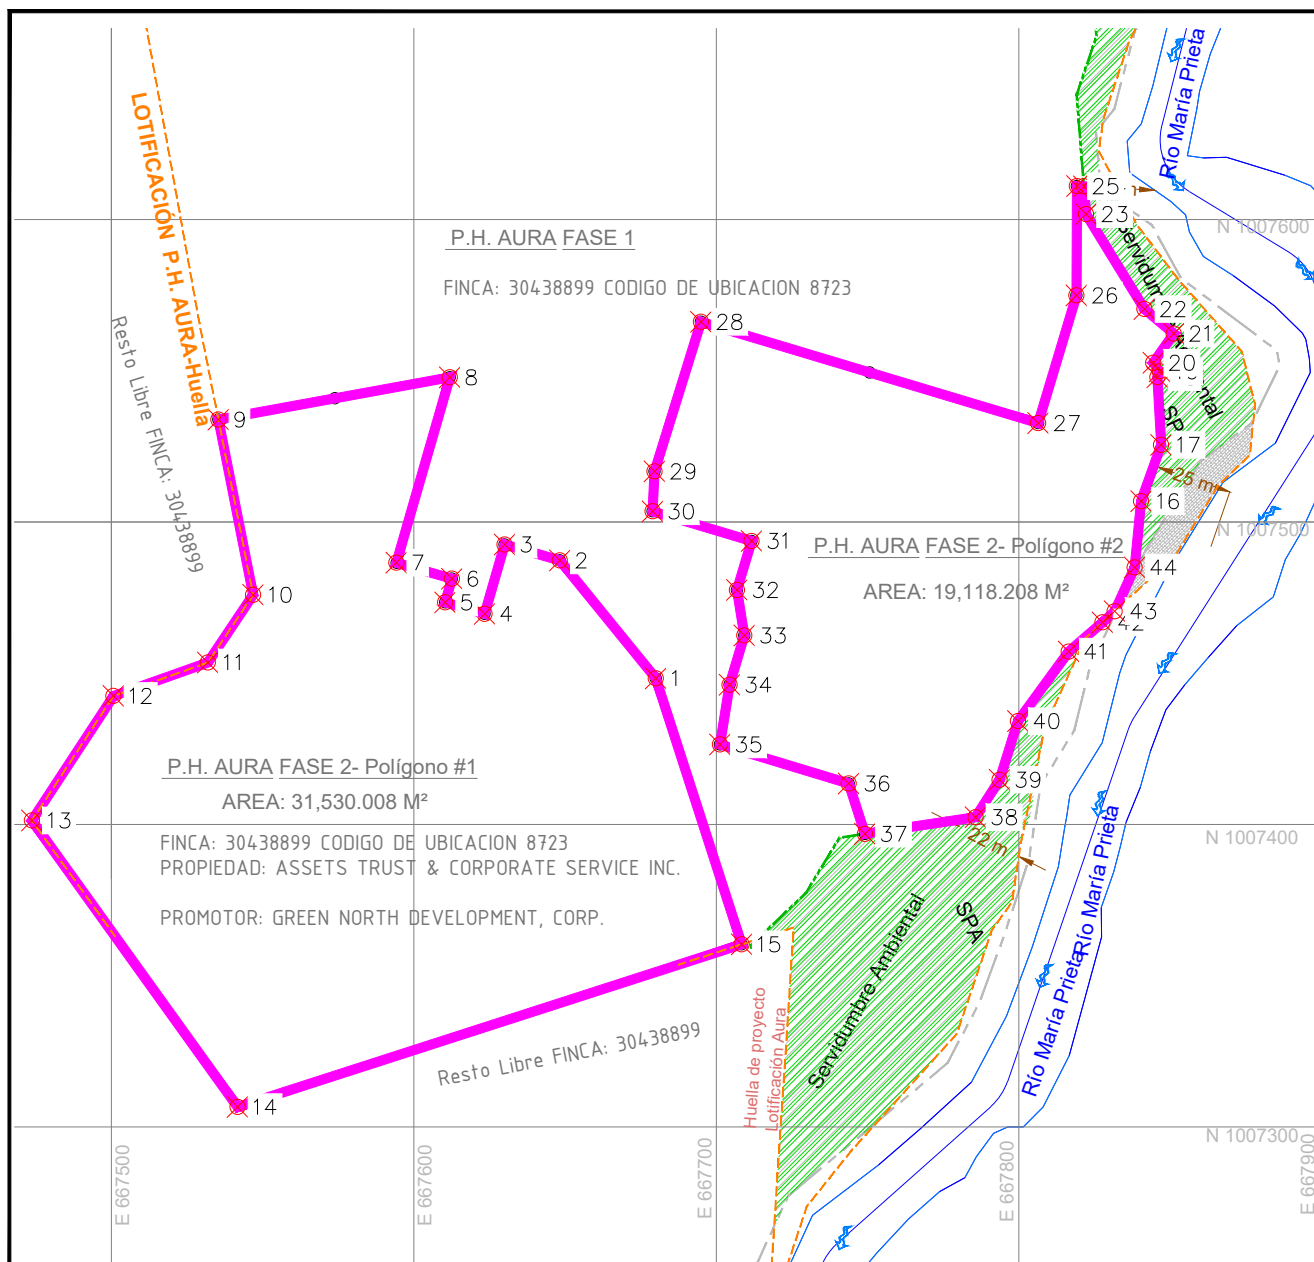 LOTIFICACIÓN P.H. AURA-Huella
Resto Libre FINCA: 30438899
P.H. AURA FASE 1
FINCA: 30438899 CODIGO DE UBICACION 8723
Río María Prieta
N 1007600
25
23
26
22
21
20
28
8
27
9
Servidum
ental
SPA
17
25 m
16
29
30
N 1007500
31
3
2
P.H. AURA FASE 2- Polígono #2
AREA: 19,118.208 M²
7
6
5
4
10
32
44
43
42
33
41
11
1
34
12
40
35
P.H. AURA FASE 2- Polígono #1
AREA: 31,530.008 M²
36
39
13
38
37
22 m
N 1007400
FINCA: 30438899 CODIGO DE UBICACION 8723
PROPIEDAD: ASSETS TRUST & CORPORATE SERVICE INC.
PROMOTOR: GREEN NORTH DEVELOPMENT, CORP.
15
Río María Prieta
Río María Prieta
SPA
Servidumbre Ambiental
Huella de proyecto
Lotificación Aura
Resto Libre FINCA: 30438899
14
N 1007300
E 667500
E 667600
E 667700
E 667800
E 667900